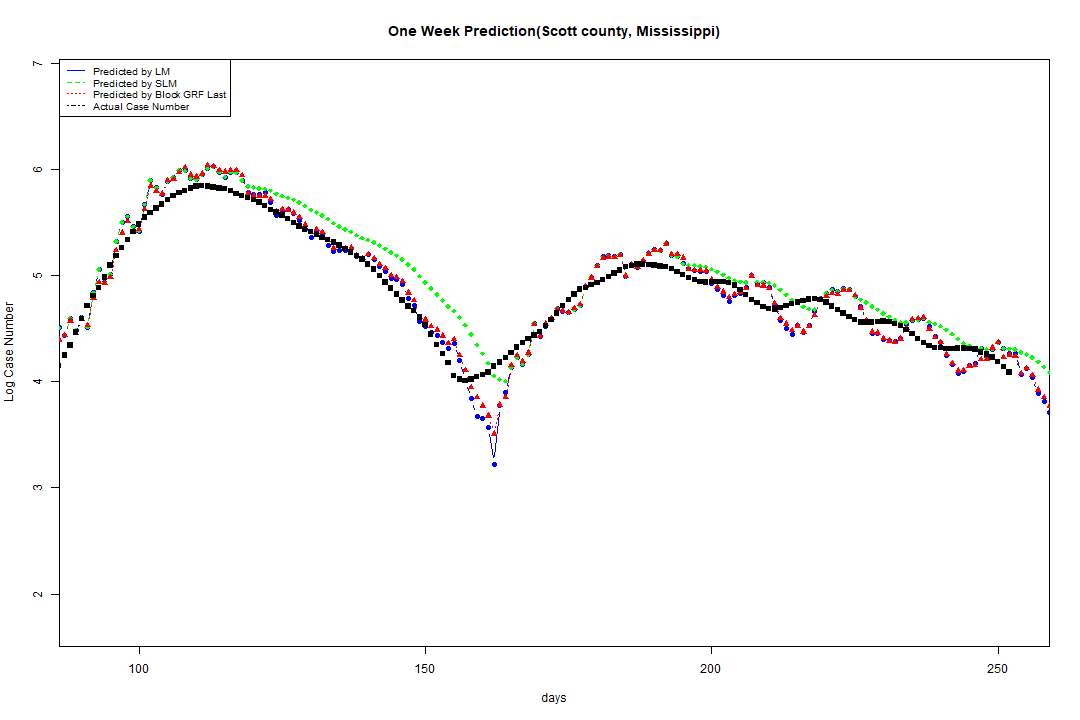 One Week Prediction(Scott county, Mississippi)
Predicted by LM
Predicted by SLM
Predicted by Block GRF Last
Actual Case Number
Log Case Number
7
6
5
4
3
2
100 150 200 250
days